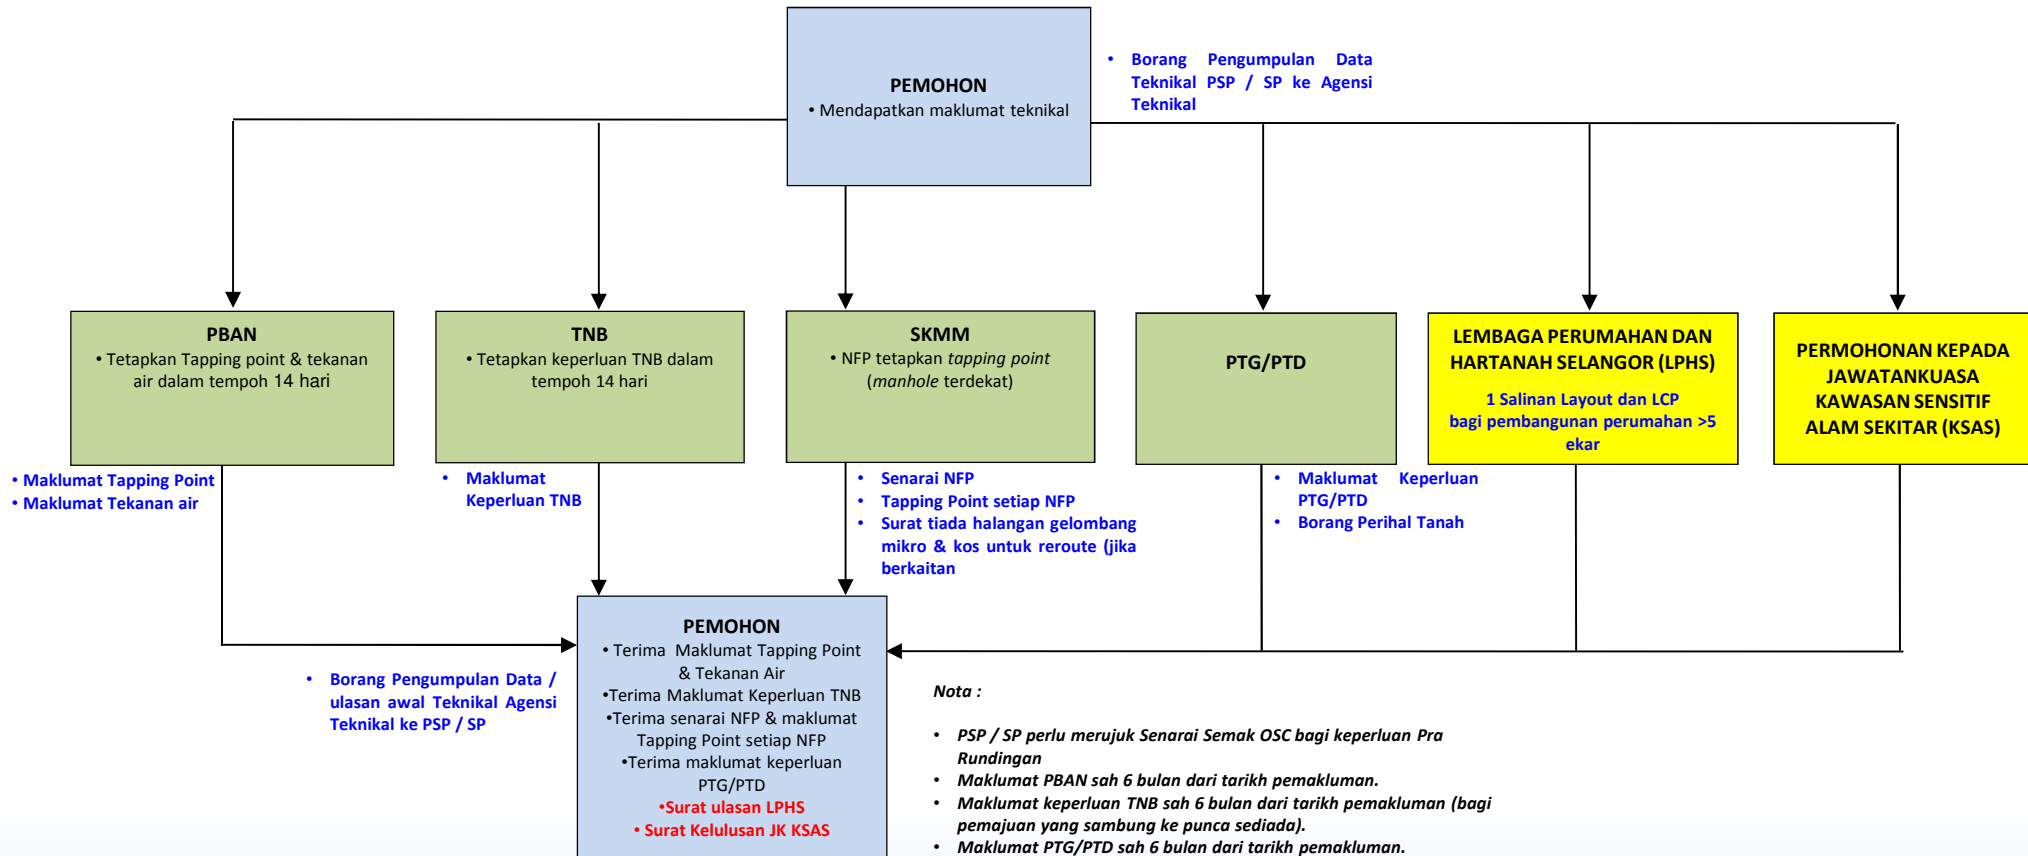 PEMOHON
• Mendapatkan maklumat teknikal
• Borang Pengumpulan Data
Teknikal PSP / SP ke Agensi
Teknikal
PBAN
• Tetapkan Tapping point & tekanan
air dalam tempoh 14 hari
TNB
• Tetapkan keperluan TNB dalam
tempoh 14 hari
SKMM
• NFP tetapkan tapping point
(manhole terdekat)
PTG/PTD
LEMBAGA PERUMAHAN DAN
HARTANAH SELANGOR (LPHS)
1 Salinan Layout dan LCP
bagi pembangunan perumahan >5
ekar
PERMOHONAN KEPADA
JAWATANKUASA
KAWASAN SENSITIF
ALAM SEKITAR (KSAS)
• Maklumat Tapping Point
• Maklumat Tekanan air
• Maklumat
Keperluan TNB
• Senarai NFP
• Tapping Point setiap NFP
• Surat tiada halangan gelombang
mikro & kos untuk reroute (jika
berkaitan
• Maklumat Keperluan
PTG/PTD
• Borang Perihal Tanah
• Borang Pengumpulan Data /
ulasan awal Teknikal Agensi
Teknikal ke PSP / SP
PEMOHON
• Terima Maklumat Tapping Point
& Tekanan Air
•Terima Maklumat Keperluan TNB
•Terima senarai NFP & maklumat
Tapping Point setiap NFP
•Terima maklumat keperluan
PTG/PTD
•Surat ulasan LPHS
• Surat Kelulusan JK KSAS
Nota :
• PSP / SP perlu merujuk Senarai Semak OSC bagi keperluan Pra
Rundingan
• Maklumat PBAN sah 6 bulan dari tarikh pemakluman.
• Maklumat keperluan TNB sah 6 bulan dari tarikh pemakluman (bagi
pemajuan yang sambung ke punca sediada).
• Maklumat PTG/PTD sah 6 bulan dari tarikh pemakluman.